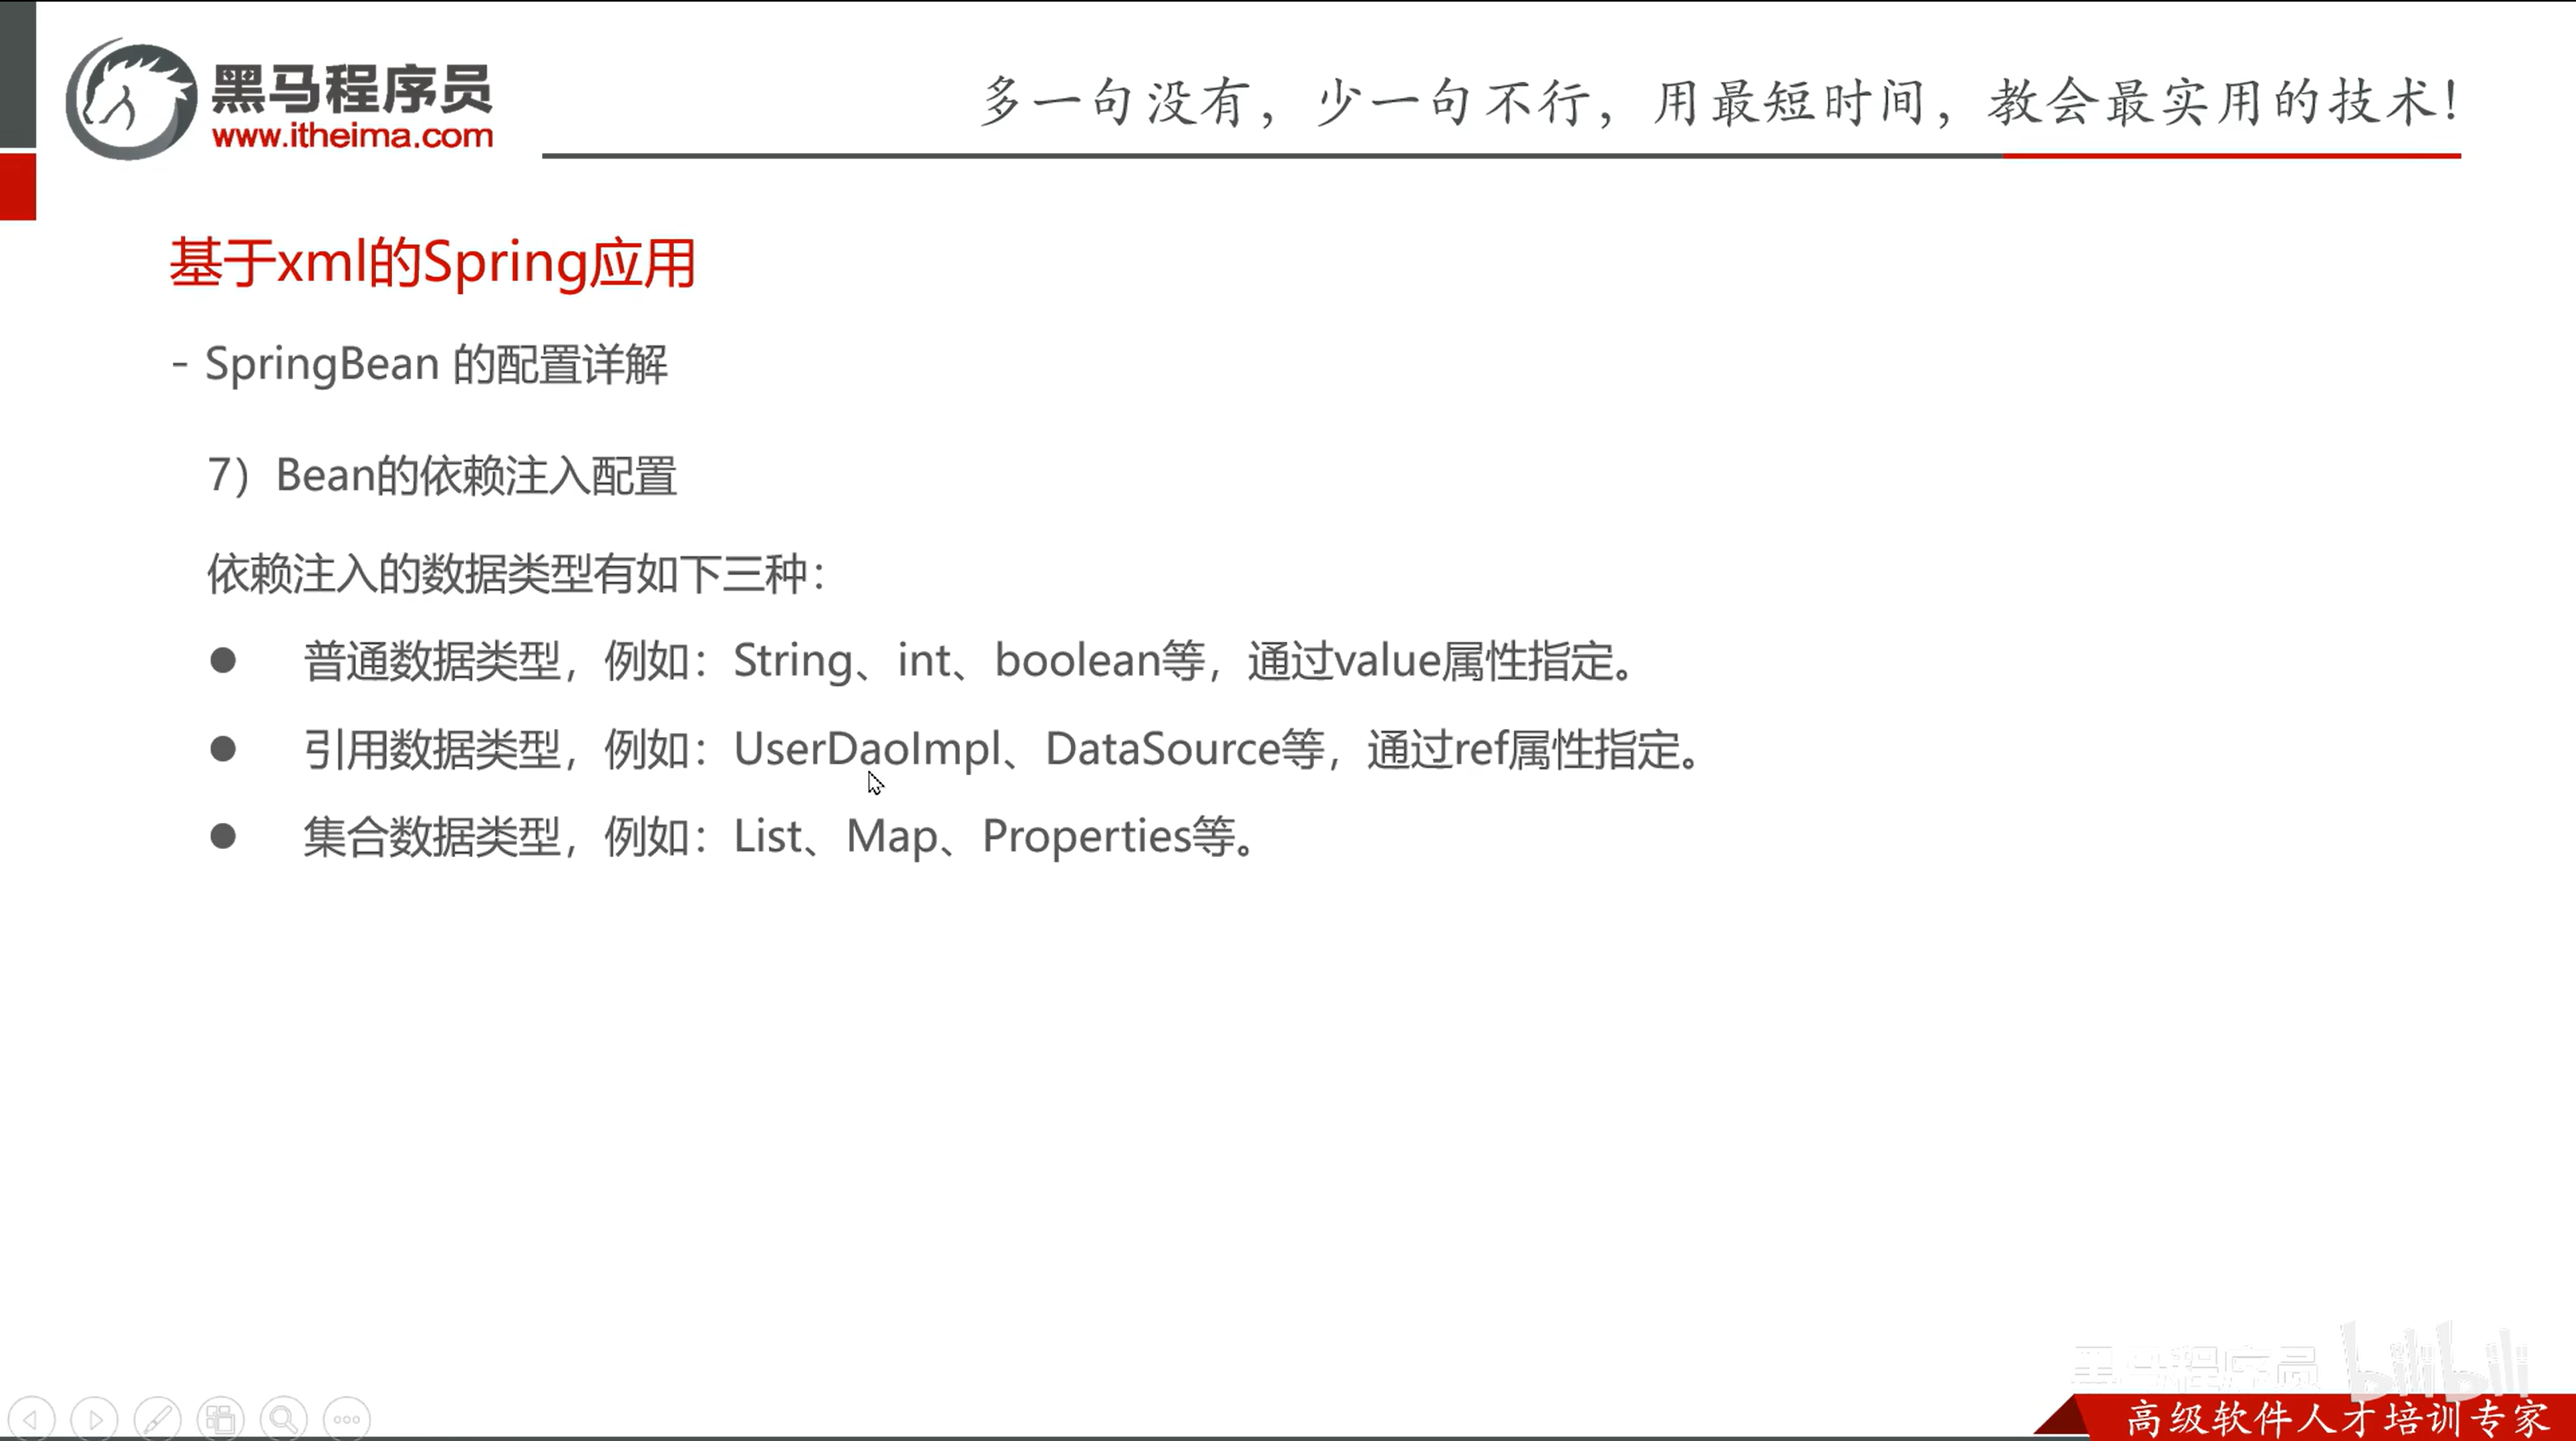 黑马程序员
www.itheima.com
多一句没有，少一句不行，用最短时间，教会最实用的技术！
基于xml的Spring应用
- SpringBean 的配置详解
7）Bean的依赖注入配置
依赖注入的数据类型有如下三种：
● 普通数据类型，例如：String、int、boolean等，通过value属性指定。
● 引用数据类型，例如：UserDaoImpl、DataSource等，通过ref属性指定。
● 集合数据类型，例如：List、Map、Properties等。
黑马程序员 bilibili
高级软件人才培训专家